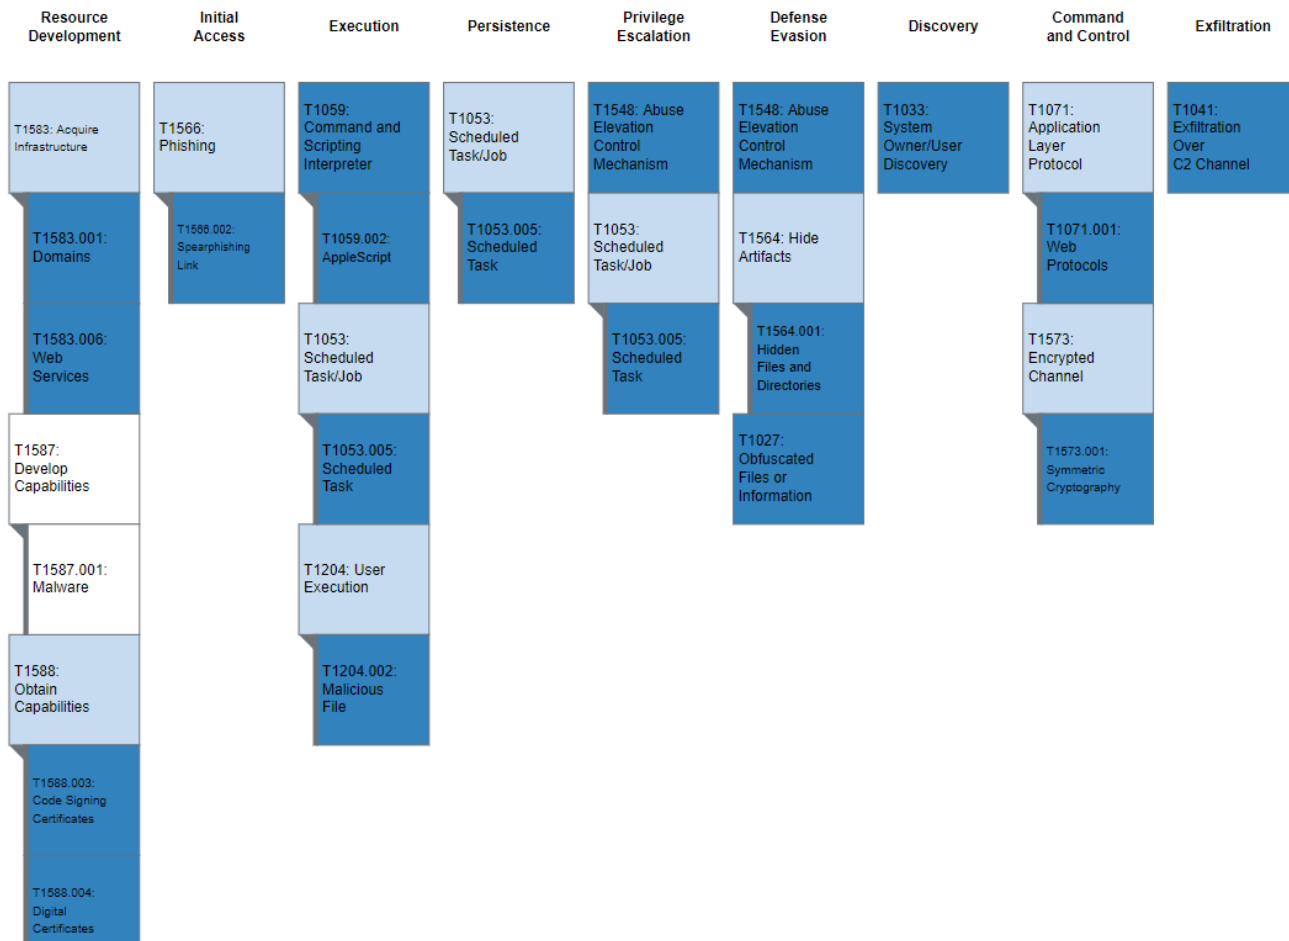 Resource
Development
Initial
Access
Execution
Persistence
Privilege
Escalation
Defense
Evasion
Discovery
Command
and Control
Exfiltration
T1583: Acquire
Infrastructure
T1583.001:
Domains
T1583.006:
Web
Services
T1587:
Develop
Capabilities
T1587.001:
Malware
T1588:
Obtain
Capabilities
T1588.003:
Code Signing
Certificates
T1588.004:
Digital
Certificates
T1566:
Phishing
T1566.002:
Spearphishing
Link
T1059:
Command and
Scripting
Interpreter
T1059.002:
AppleScript
T1053:
Scheduled
Task/Job
T1053.005:
Scheduled
Task
T1204: User
Execution
T1204.002:
Malicious
File
T1053:
Scheduled
Task/Job
T1053.005:
Scheduled
Task
T1548: Abuse
Elevation
Control
Mechanism
T1053:
Scheduled
Task/Job
T1053.005:
Scheduled
Task
T1548: Abuse
Elevation
Control
Mechanism
T1564: Hide
Artifacts
T1564.001:
Hidden
Files and
Directories
T1027:
Obfuscated
Files or
Information
T1033:
System
Owner/User
Discovery
T1071:
Application
Layer
Protocol
T1071.001:
Web
Protocols
T1573:
Encrypted
Channel
T1573.001:
Symmetric
Cryptography
T1041:
Exfiltration
Over
C2 Channel